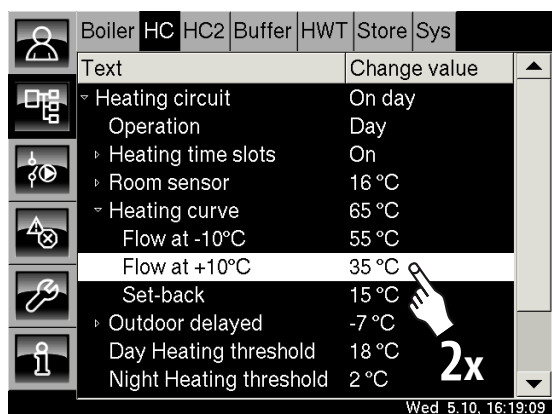 Boiler HC HC2 Buffer HWT Store Sys
Text Change value
Heating circuit On day
Operation Day
Heating time slots On
Room sensor 16 °C
Heating curve 65 °C
Flow at -10°C 55 °C
Flow at +10°C 35 °C
Set-back 15 °C
Outdoor delayed -7 °C
Day Heating threshold 18 °C
Night Heating threshold 2 °C
2x
Wed 5.10, 16:19:09